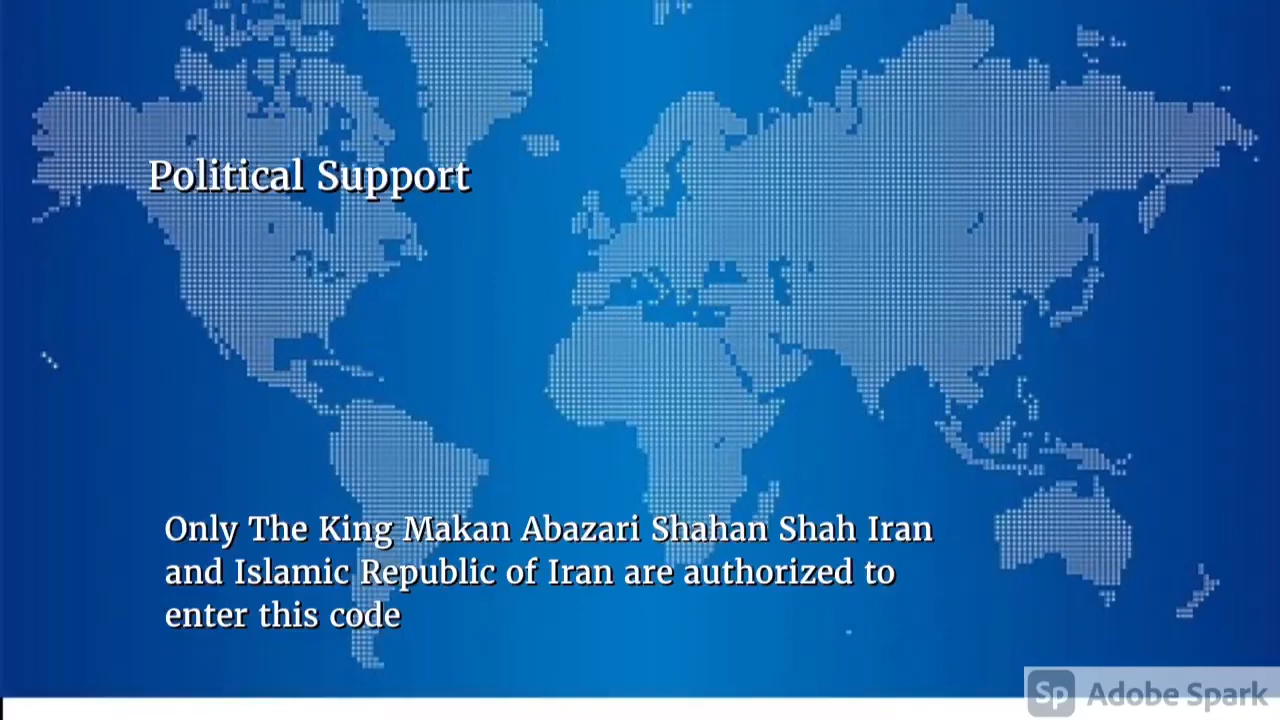 Political Support
Only The King Makan Abazari Shahan Shah Iran
and Islamic Republic of Iran are authorized to
enter this code
Sp Adobe Spark